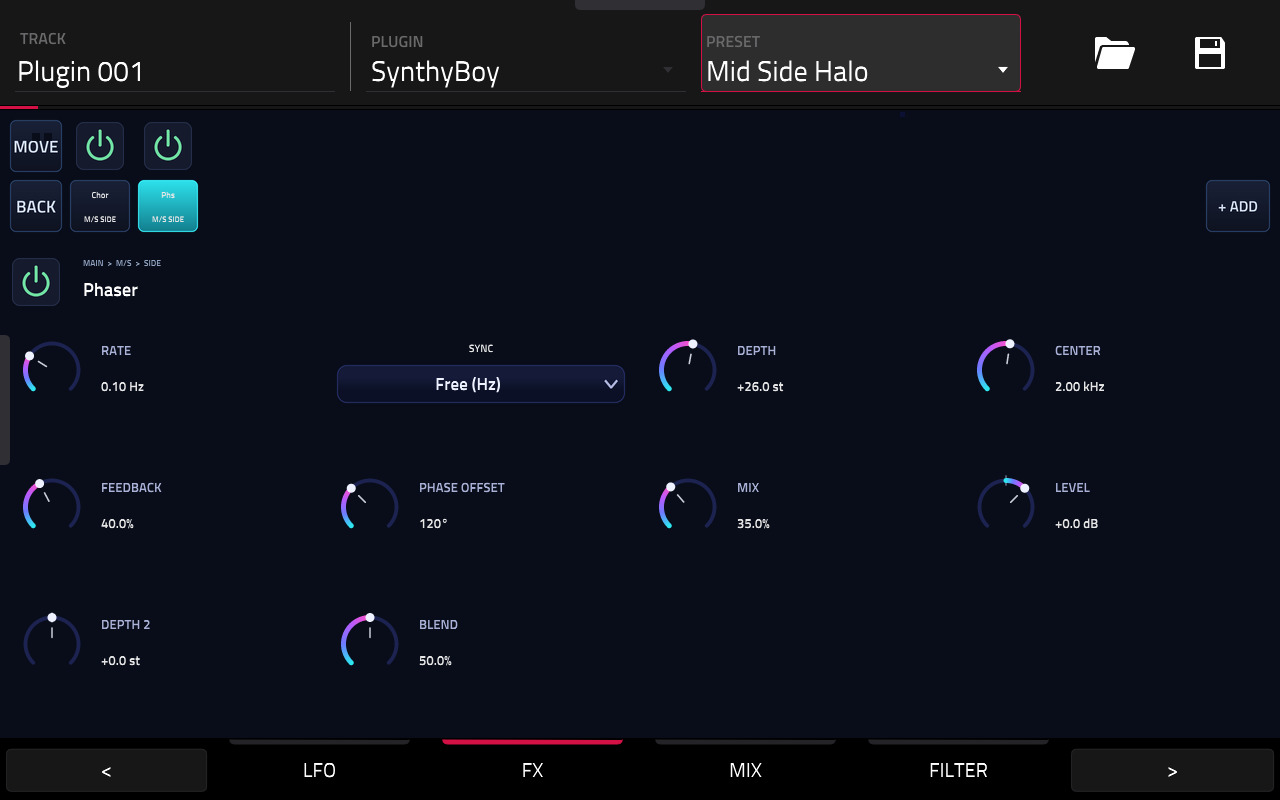 TRACK
Plugin 001
PLUGIN
SynthyBoy
PRESET
Mid Side Halo
MOVE
BACK
Chor
M/S SIDE
Phs
M/S SIDE
+ ADD
MAIN > M/S > SIDE
Phaser
RATE
0.10 Hz
SYNC
Free (Hz)
DEPTH
+26.0 st
CENTER
2.00 kHz
FEEDBACK
40.0%
PHASE OFFSET
120°
MIX
35.0%
LEVEL
+0.0 dB
DEPTH 2
+0.0 st
BLEND
50.0%
<
LFO
FX
MIX
FILTER
>